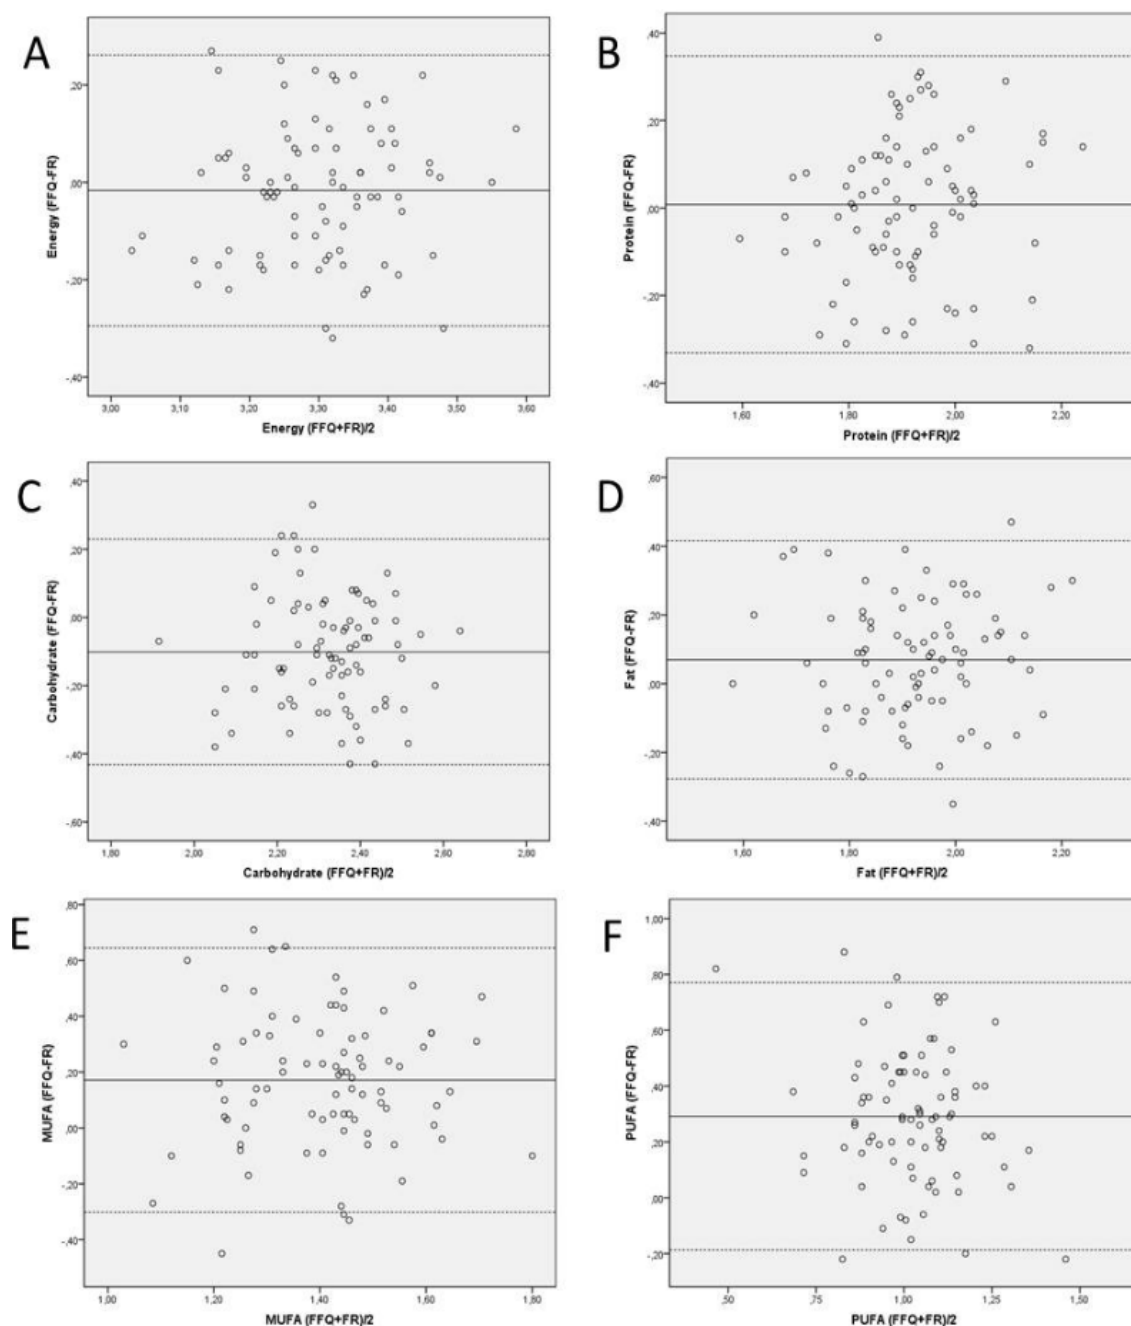 A
Energy (FFQ-FR)
,20
,00
-,20
-,40
3,00 3,10 3,20 3,30 3,40 3,50 3,60
Energy (FFQ+FR)/2
B
Protein (FFQ-FR)
,40
,20
,00
-,20
-,40
1,60 1,80 2,00 2,20
Protein (FFQ+FR)/2
C
Carbohydrate (FFQ-FR)
,40
,20
,00
-,20
-,40
-,60
1,80 2,00 2,20 2,40 2,60 2,80
Carbohydrate (FFQ+FR)/2
D
Fat (FFQ-FR)
,60
,40
,20
,00
-,20
-,40
1,60 1,80 2,00 2,20
Fat (FFQ+FR)/2
E
MUFA (FFQ-FR)
,80
,60
,40
,20
,00
-,20
-,40
1,00 1,20 1,40 1,60 1,80
MUFA (FFQ+FR)/2
F
PUFA (FFQ-FR)
1,00
,80
,60
,40
,20
,00
-,20
,50 ,75 1,00 1,25 1,50
PUFA (FFQ+FR)/2